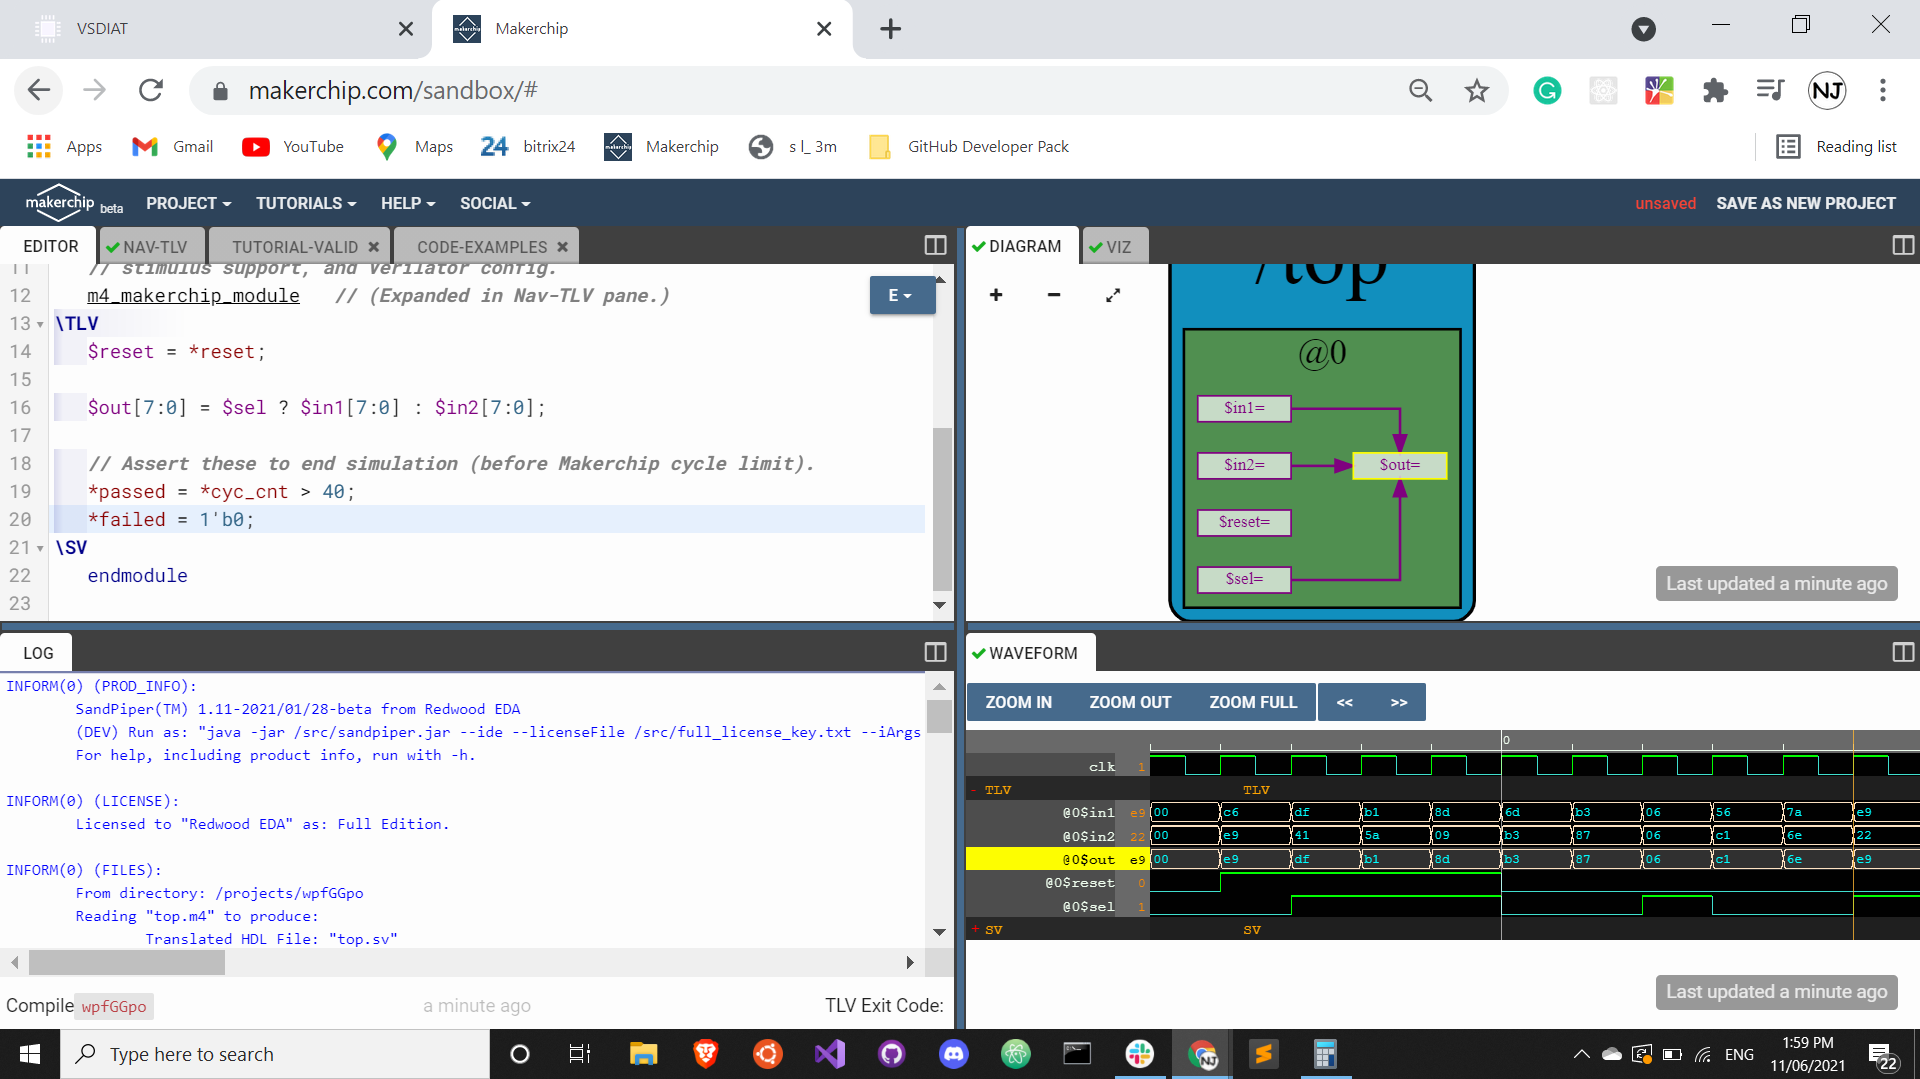 VSDIAT
Makerchip
makerchip.com/sandbox/#
NJ
Apps
Gmail
YouTube
Maps
24 bitrix24
Makerchip
s l_ 3m
GitHub Developer Pack
Reading list
makerchip beta
PROJECT
TUTORIALS
HELP
SOCIAL
unsaved
SAVE AS NEW PROJECT
EDITOR
NAV-TLV
TUTORIAL-VALID
CODE-EXAMPLES
E
11 // stimulus support, and Verilator config.
12 m4_makerchip_module // (Expanded in Nav-TLV pane.)
13 \TLV
14 $reset = *reset;
15
16 $out[7:0] = $sel ? $in1[7:0] : $in2[7:0];
17
18 // Assert these to end simulation (before Makerchip cycle limit).
19 *passed = *cyc_cnt > 40;
20 *failed = 1'b0;
21 \SV
22 endmodule
23
DIAGRAM
VIZ
/top
@0
$in1=
$in2=
$out=
$reset=
$sel=
Last updated a minute ago
LOG
INFORM(0) (PROD_INFO):
SandPiper(TM) 1.11-2021/01/28-beta from Redwood EDA
(DEV) Run as: "java -jar /src/sandpiper.jar --ide --licenseFile /src/full_license_key.txt --iArgs
For help, including product info, run with -h.
INFORM(0) (LICENSE):
Licensed to "Redwood EDA" as: Full Edition.
INFORM(0) (FILES):
From directory: /projects/wpfGGpo
Reading "top.m4" to produce:
Translated HDL File: "top.sv"
Compile wpfGGpo
a minute ago
TLV Exit Code:
WAVEFORM
ZOOM IN
ZOOM OUT
ZOOM FULL
<<
>>
0
clk 1
- TLV TLV
@0$in1 e9 00 c6 df b1 8d 6d b3 06 56 7a e9
@0$in2 22 00 e9 41 5a 09 b3 87 06 c1 6e 22
@0$out e9 00 e9 df b1 8d b3 87 06 c1 6e e9
@0$reset 0
@0$sel 1
+ SV SV
Last updated a minute ago
Type here to search
NJ
ENG
1:59 PM
11/06/2021
22